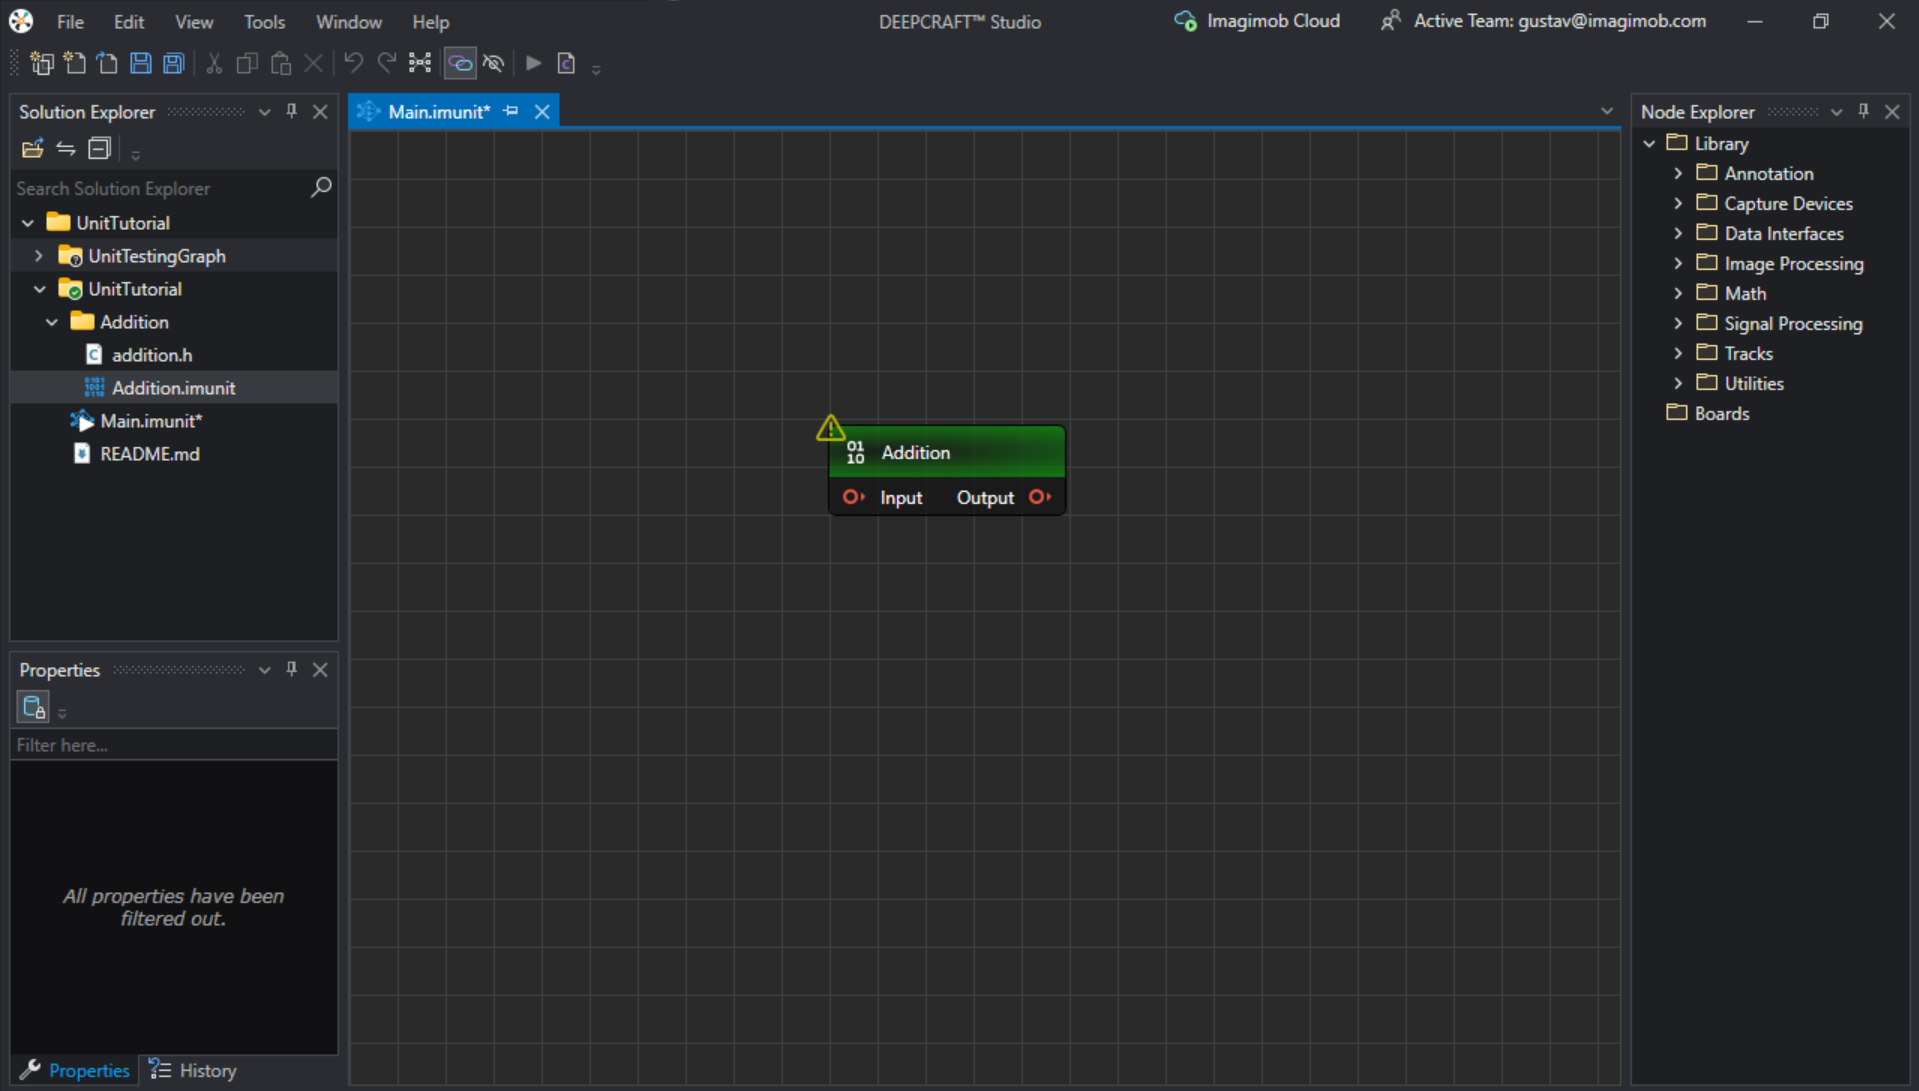 File Edit View Tools Window Help
DEEPCRAFT™ Studio
Imagimob Cloud
Active Team: gustav@imagimob.com
Solution Explorer
Search Solution Explorer
UnitTutorial
UnitTestingGraph
UnitTutorial
Addition
addition.h
Addition.imunit
Main.imunit*
README.md
Properties
Filter here...
All properties have been
filtered out.
Properties
History
Main.imunit*
01
10
Addition
Input Output
Node Explorer
Library
Annotation
Capture Devices
Data Interfaces
Image Processing
Math
Signal Processing
Tracks
Utilities
Boards